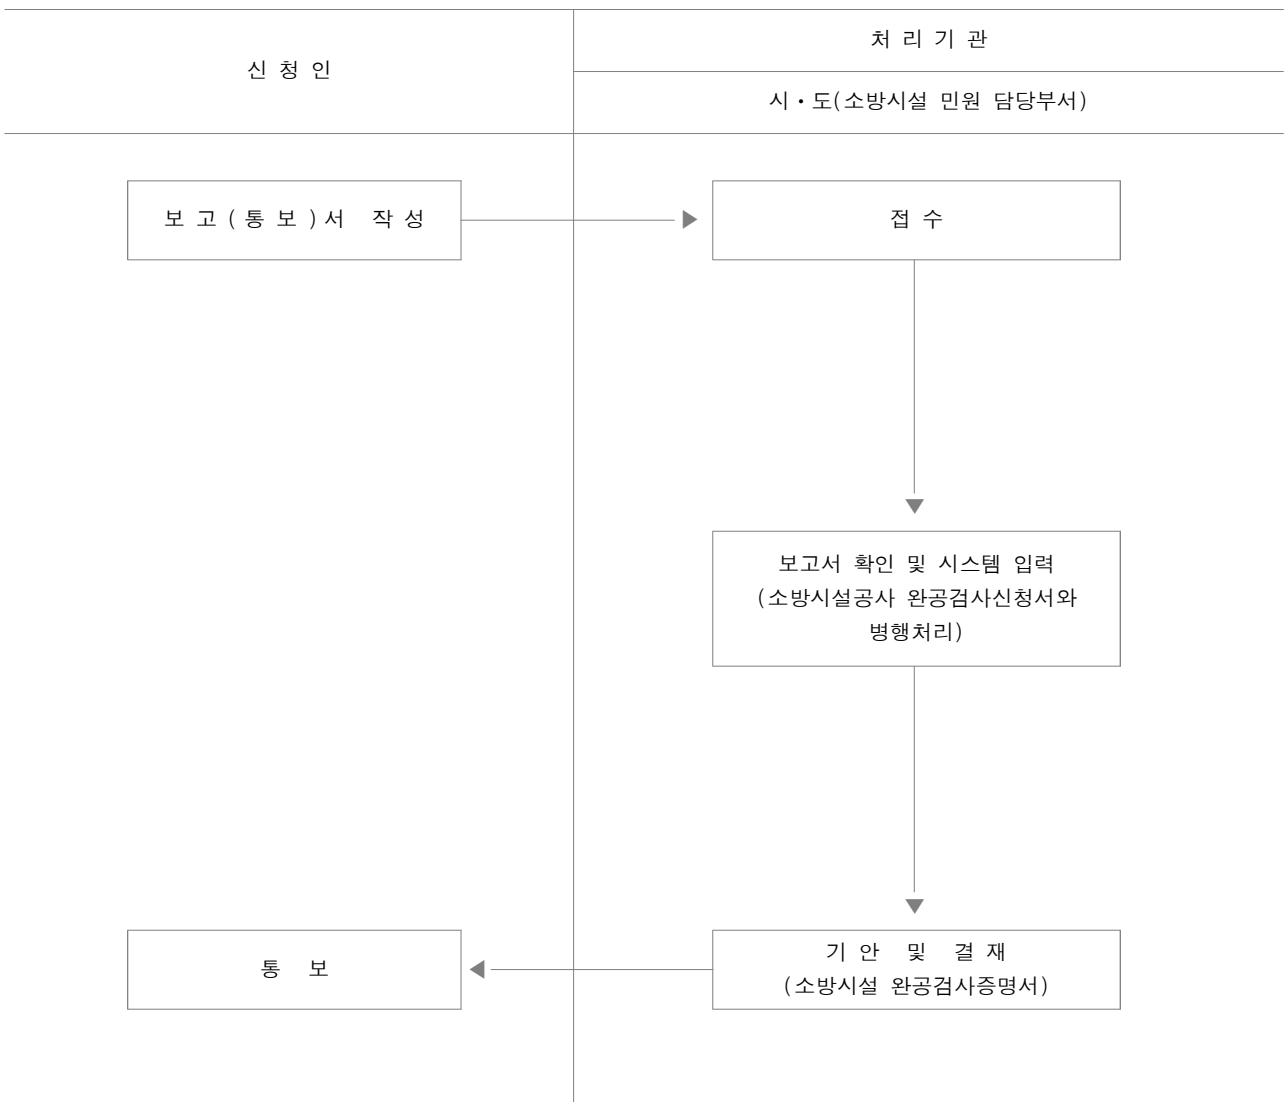 신 청 인
처 리 기 관
시・도(소방시설 민원 담당부서)
보 고 ( 통 보 ) 서 작 성
접 수
보고서 확인 및 시스템 입력
(소방시설공사 완공검사신청서와
병행처리)
기 안 및 결 재
(소방시설 완공검사증명서)
통 보